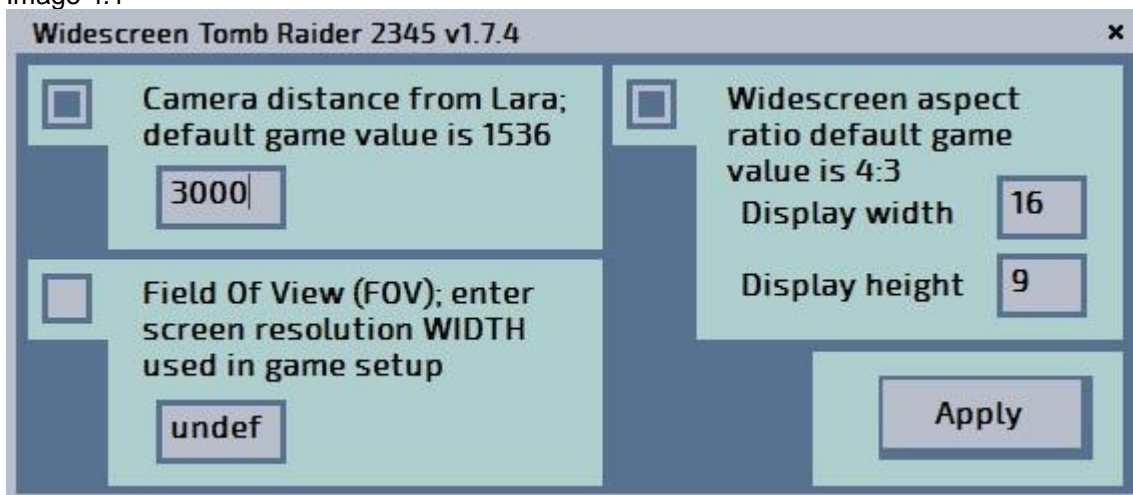 Widescreen Tomb Raider 2345 v1.7.4
×
Camera distance from Lara;
default game value is 1536
3000
Field Of View (FOV); enter
screen resolution WIDTH
used in game setup
undef
Widescreen aspect
ratio default game
value is 4:3
Display width 16
Display height 9
Apply